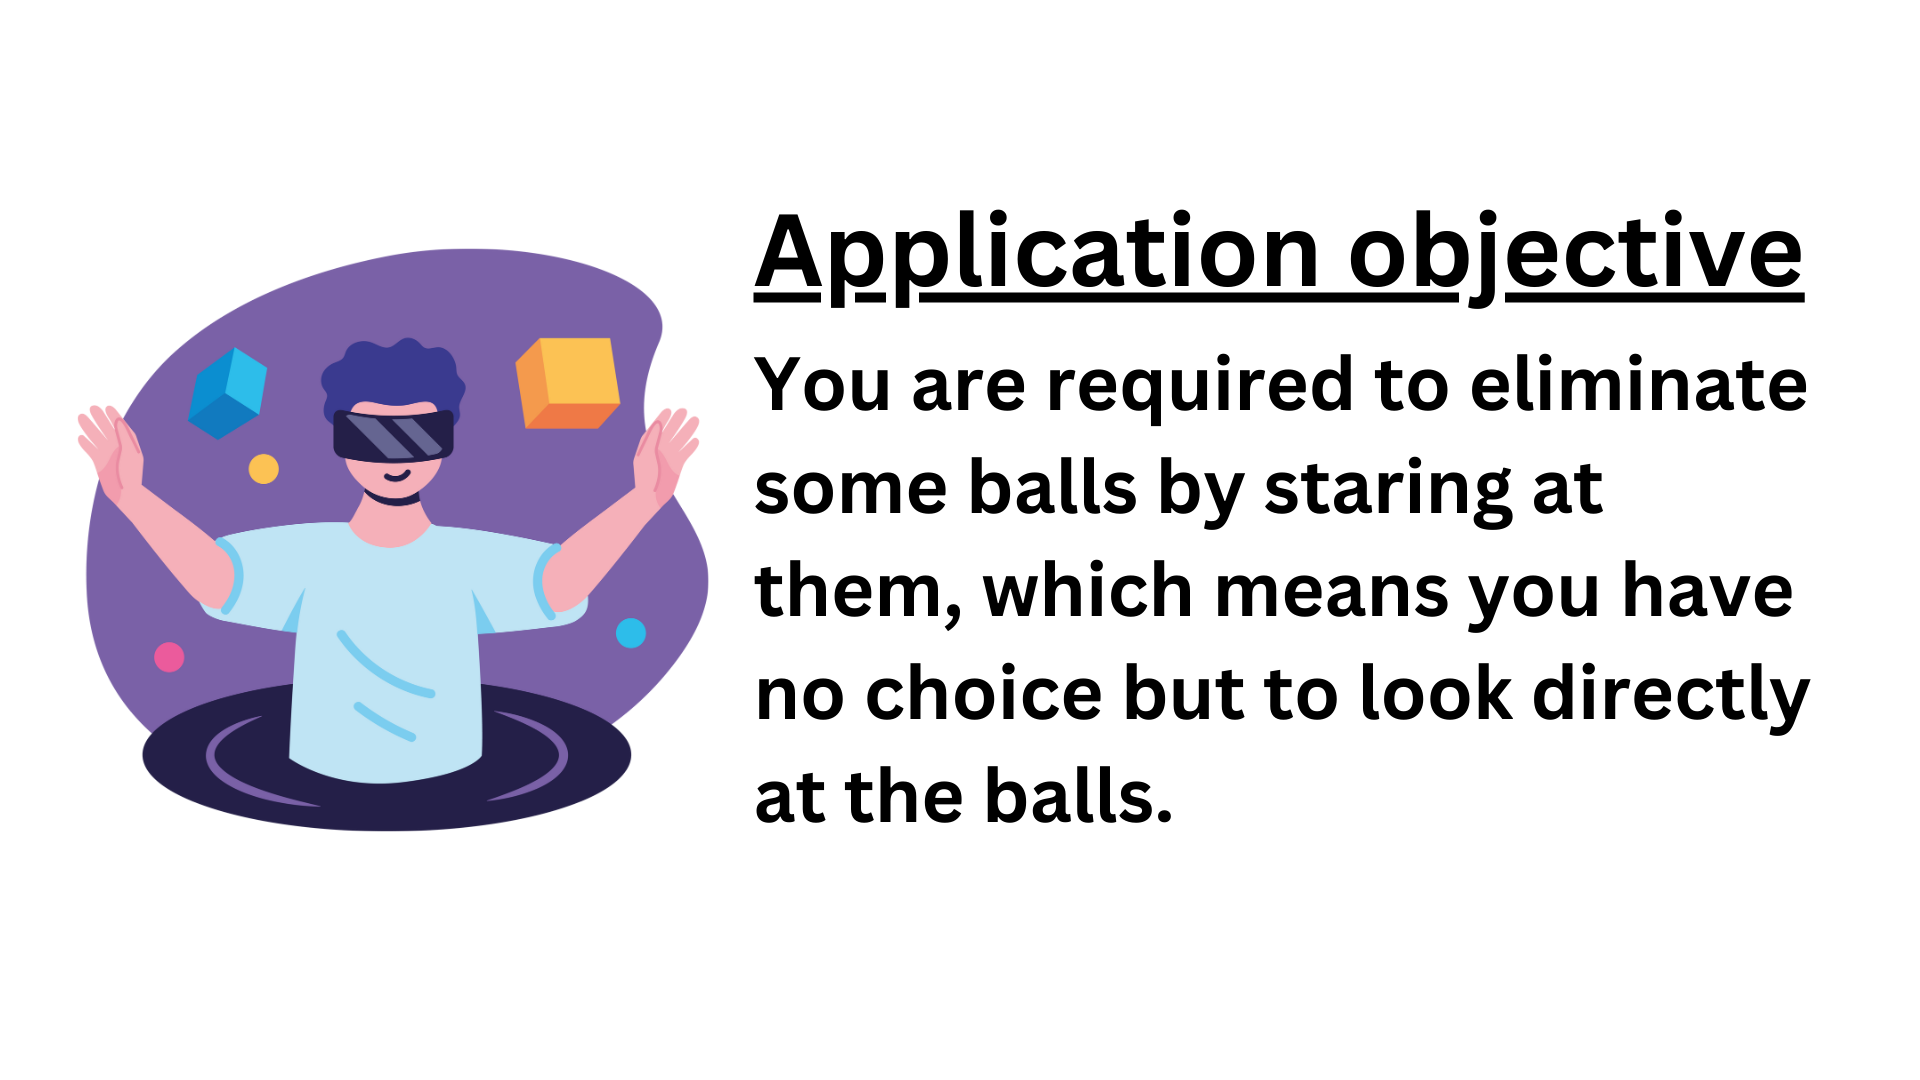 Application objective
You are required to eliminate
some balls by staring at
them, which means you have
no choice but to look directly
at the balls.